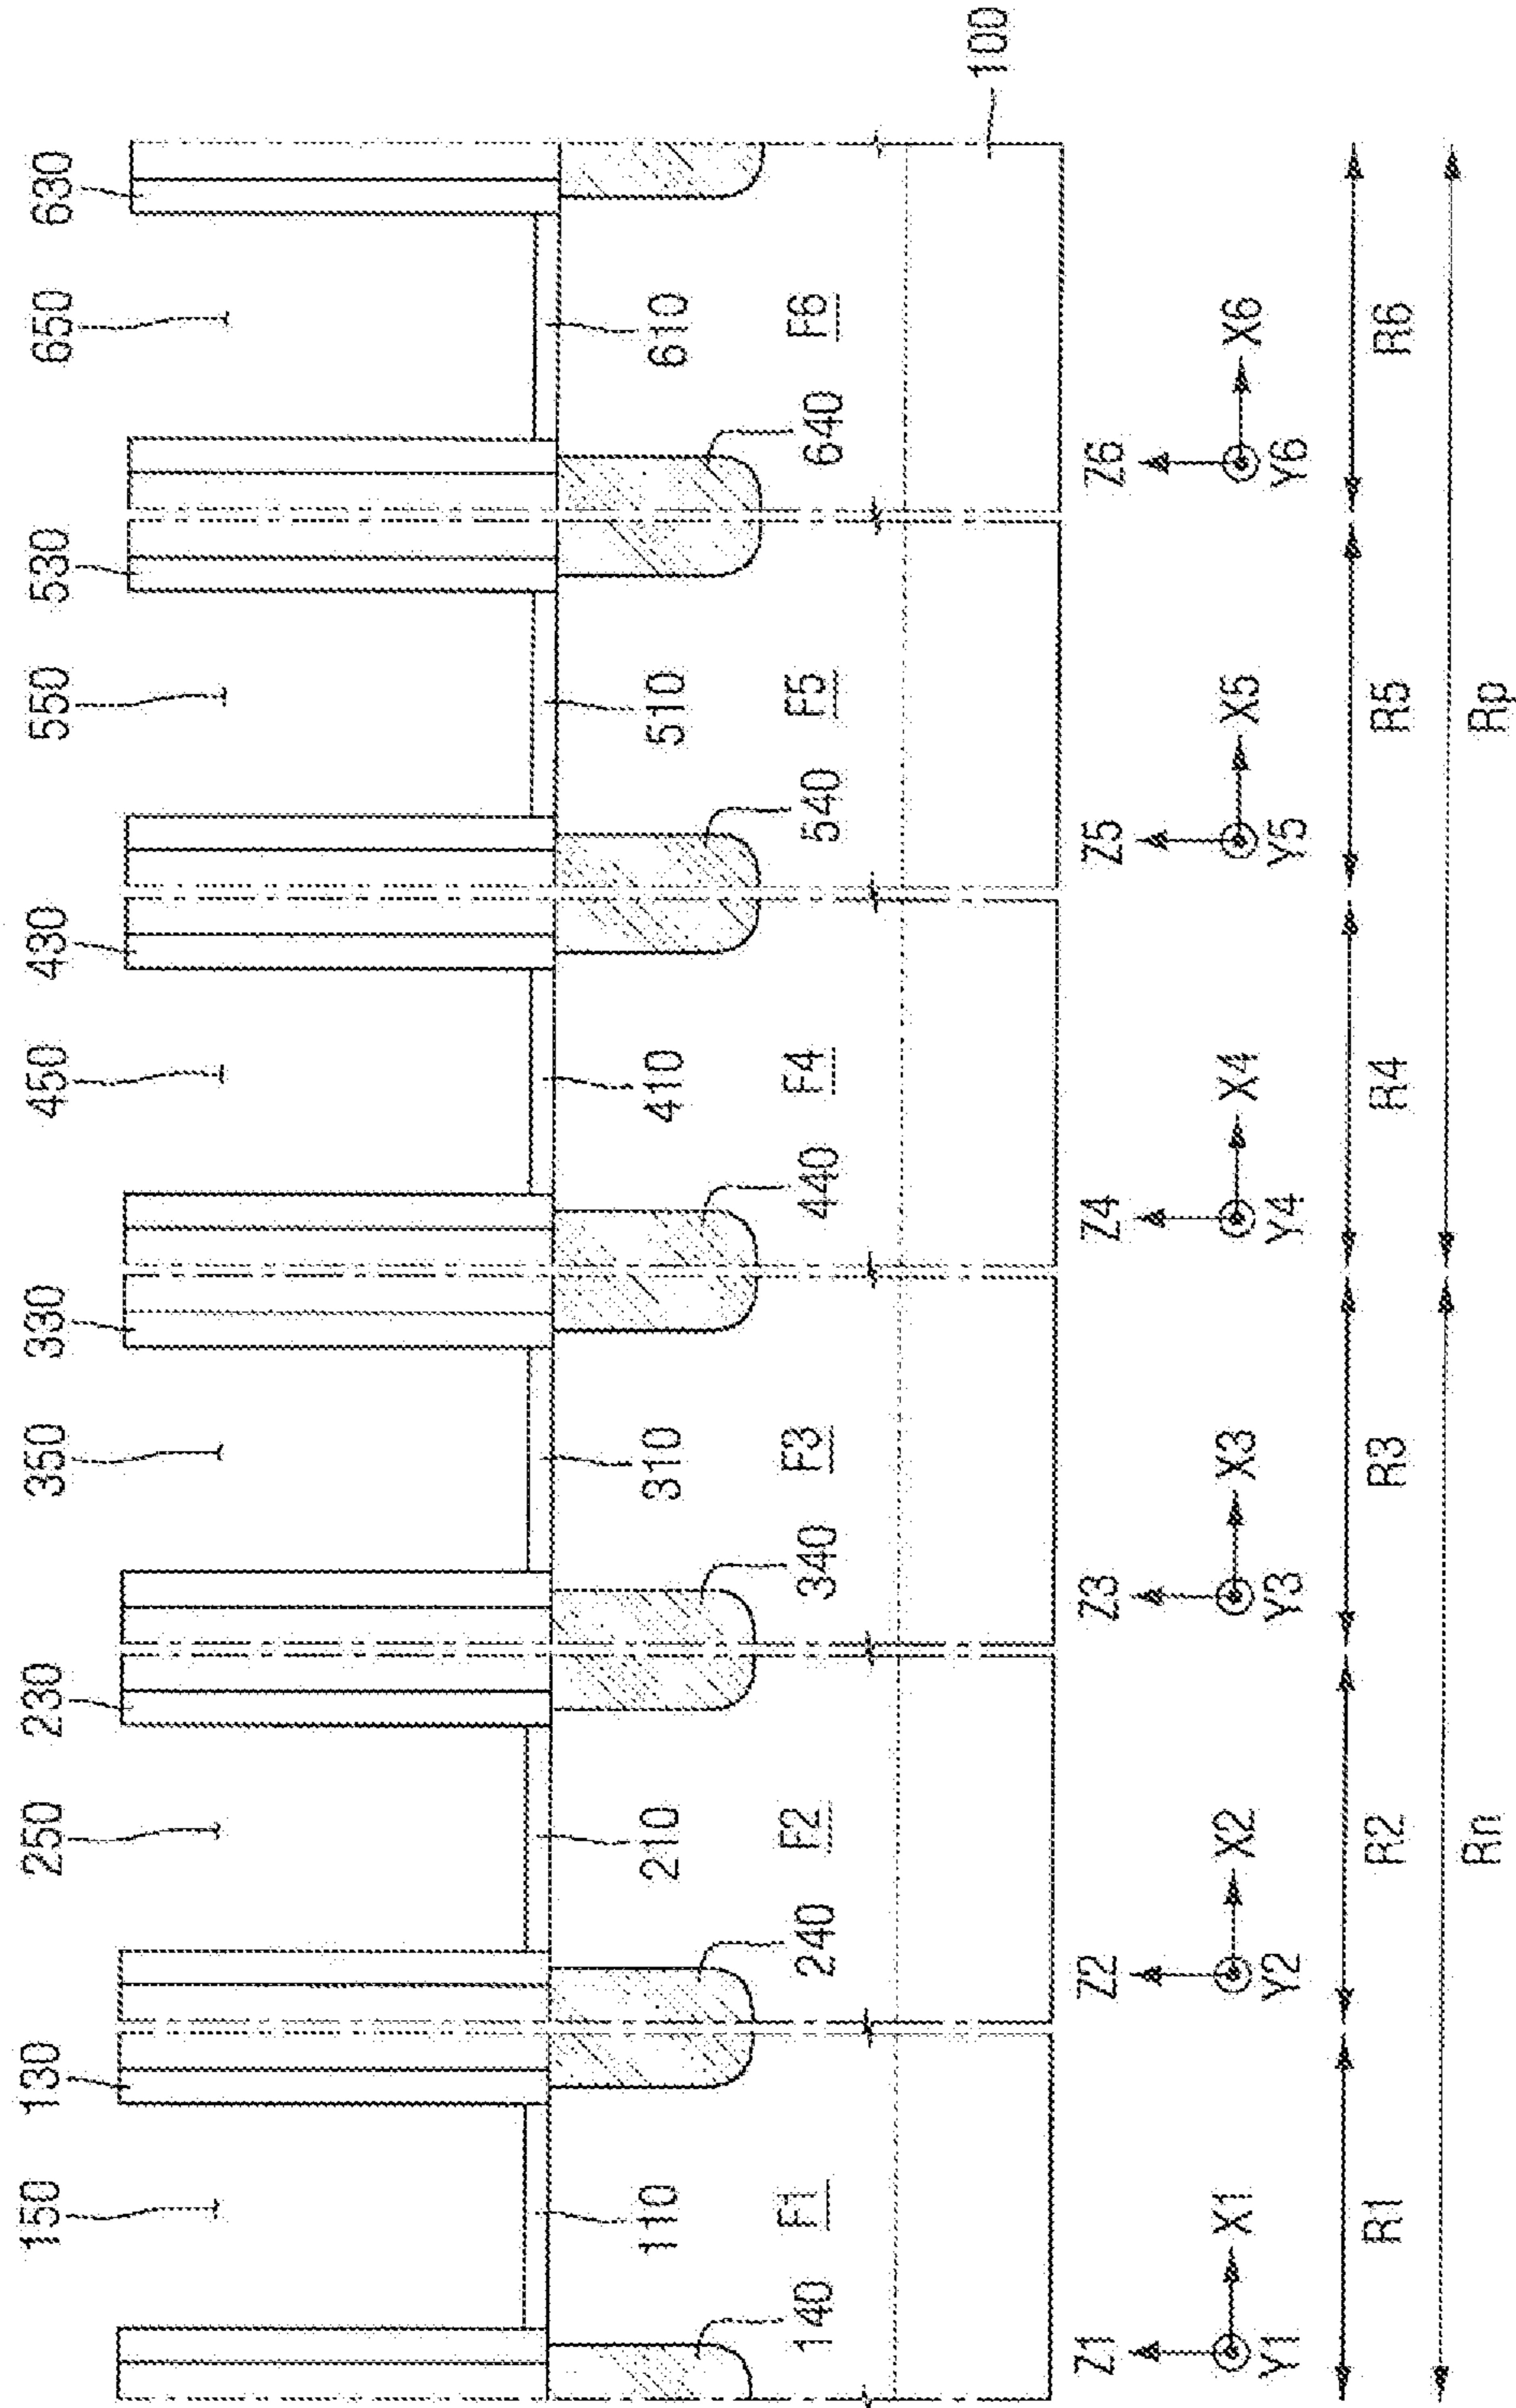 150 130 250 230 350 330 450 430 550 530 650 630
110 210 310 410 510 610
F1 F2 F3 F4 F5 F6
140 240 340 440 540 640
100
Z1 Z2 Z3 Z4 Z5 Z6
X1 X2 X3 X4 X5 X6
Y1 Y2 Y3 Y4 Y5 Y6
R1 R2 R3 R4 R5 R6
Rn Rp